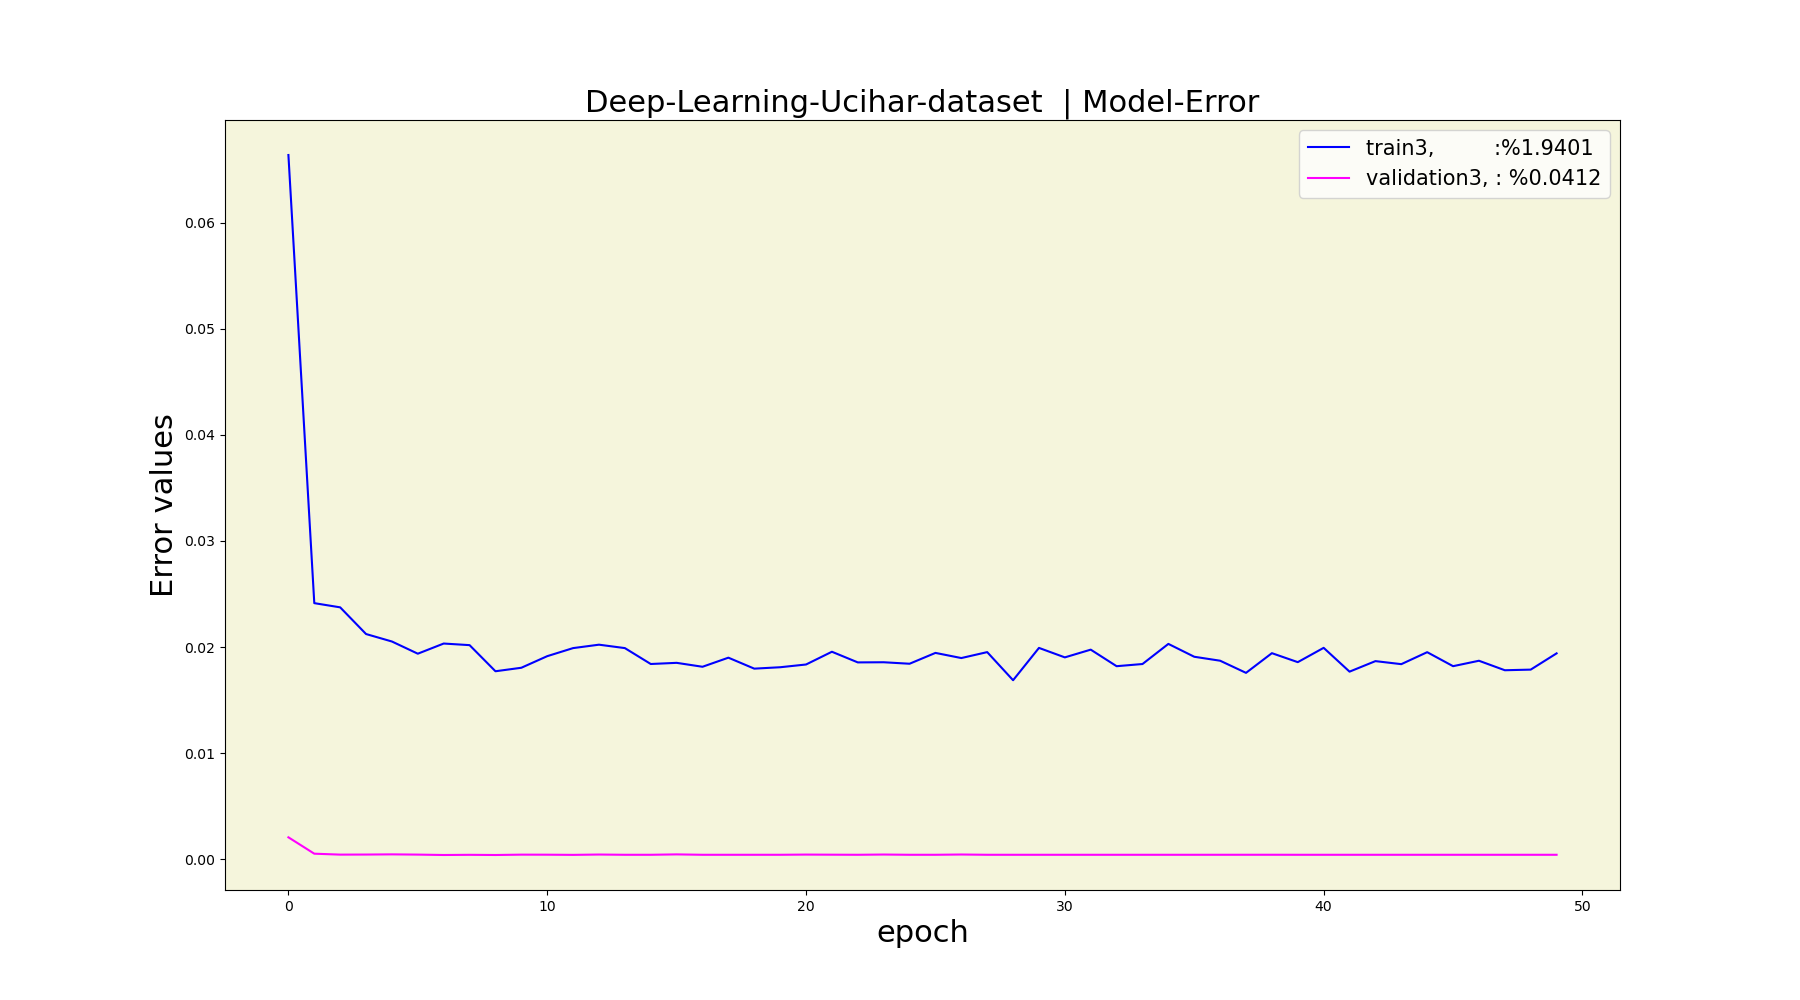 Deep-Learning-Ucihar-dataset  | Model-Error
train3,          :%1.9401
validation3, : %0.0412
Error values
0.06
0.05
0.04
0.03
0.02
0.01
0.00
0 10 20 30 40 50
epoch